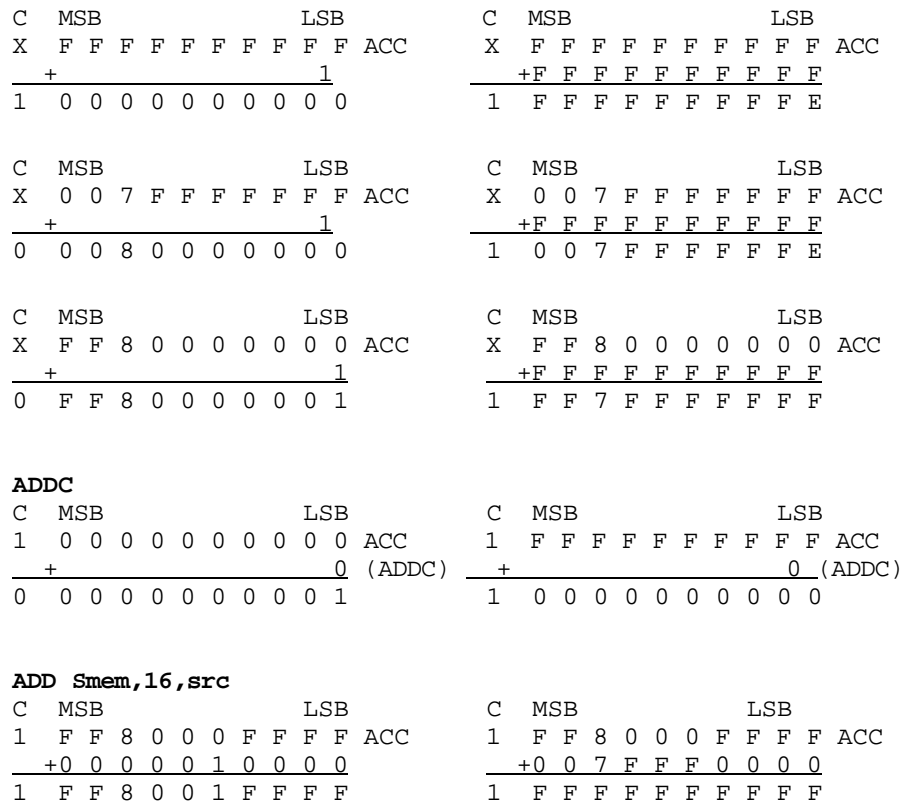 C MSB LSB C MSB LSB
X F F F F F F F F F F ACC X F F F F F F F F F F ACC
+ 1 +F F F F F F F F F F
1 0 0 0 0 0 0 0 0 0 0 1 F F F F F F F F F E
C MSB LSB C MSB LSB
X 0 0 7 F F F F F F F ACC X 0 0 7 F F F F F F F ACC
+ 1 +F F F F F F F F F F
0 0 0 8 0 0 0 0 0 0 0 1 0 0 7 F F F F F F E
C MSB LSB C MSB LSB
X F F 8 0 0 0 0 0 0 0 ACC X F F 8 0 0 0 0 0 0 0 ACC
+ 1 +F F F F F F F F F F
0 F F 8 0 0 0 0 0 0 1 1 F F 7 F F F F F F F
ADDC
C MSB LSB C MSB LSB
1 0 0 0 0 0 0 0 0 0 0 ACC 1 F F F F F F F F F F ACC
+ 0 (ADDC) + 0 (ADDC)
0 0 0 0 0 0 0 0 0 0 1 1 0 0 0 0 0 0 0 0 0 0
ADD Smem,16,src
C MSB LSB C MSB LSB
1 F F 8 0 0 0 F F F F ACC 1 F F 8 0 0 0 F F F F ACC
+0 0 0 0 0 1 0 0 0 0 +0 0 7 F F F 0 0 0 0
1 F F 8 0 0 1 F F F F 1 F F F F F F F F F F